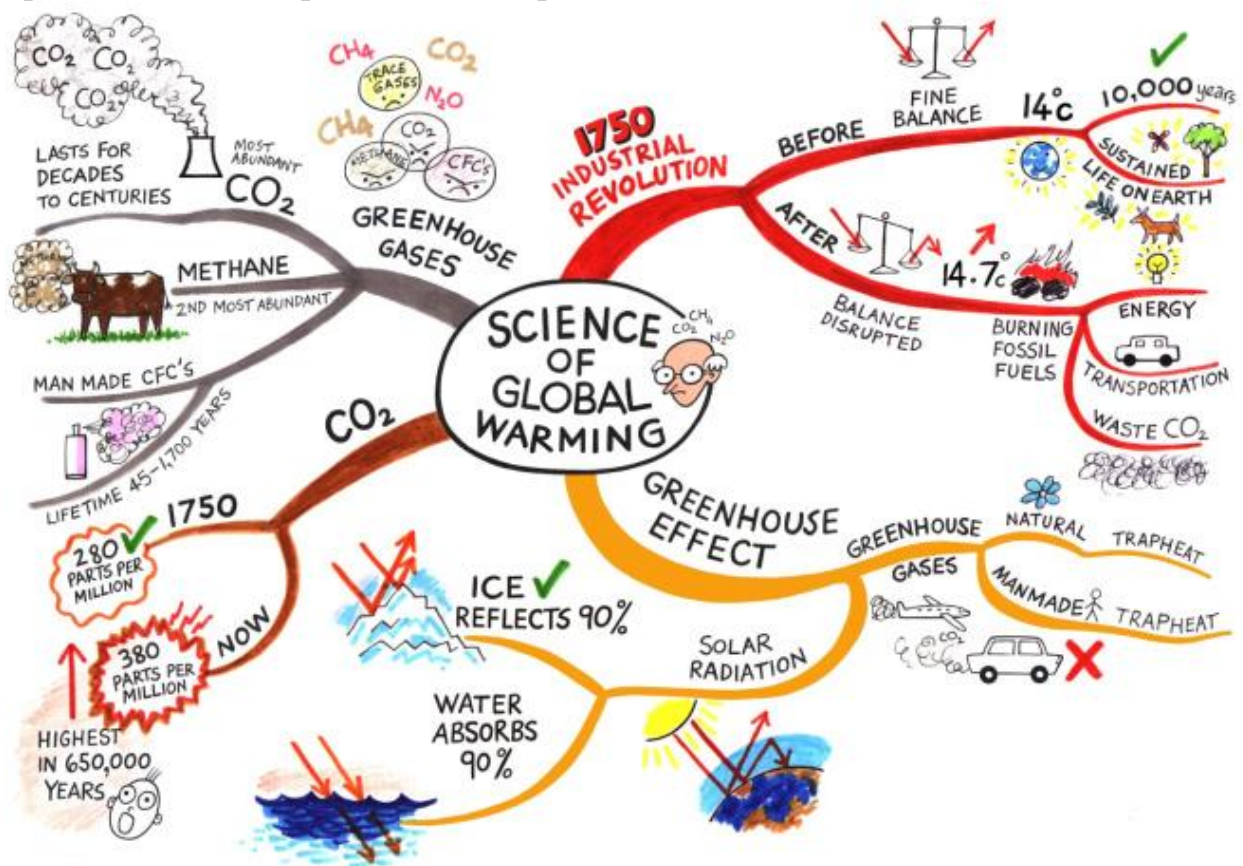 SCIENCE
OF
GLOBAL
WARMING
CO2
CH4
N2O
1750
INDUSTRIAL
REVOLUTION
BEFORE
FINE
BALANCE
14°C
10,000 years
SUSTAINED
LIFE ON EARTH
AFTER
BALANCE
DISRUPTED
14.7°C
BURNING
FOSSIL
FUELS
ENERGY
TRANSPORTATION
WASTE CO2
GREENHOUSE
EFFECT
GREENHOUSE
GASES
NATURAL
TRAPHEAT
MANMADE
TRAPHEAT
CO2
SOLAR
RADIATION
ICE
REFLECTS 90%
WATER
ABSORBS
90%
CO2
1750
280
PARTS PER
MILLION
NOW
380
PARTS PER
MILLION
HIGHEST
IN 650,000
YEARS
GREENHOUSE
GASES
CH4
CO2
TRACE
GASES
N2O
CH4
CO2
METHANE
CFC's
MOST
ABUNDANT
CO2
CO2
CO2
CO2
LASTS FOR
DECADES
TO CENTURIES
METHANE
2ND MOST ABUNDANT
MAN MADE CFC'S
LIFETIME 45-1,700 YEARS